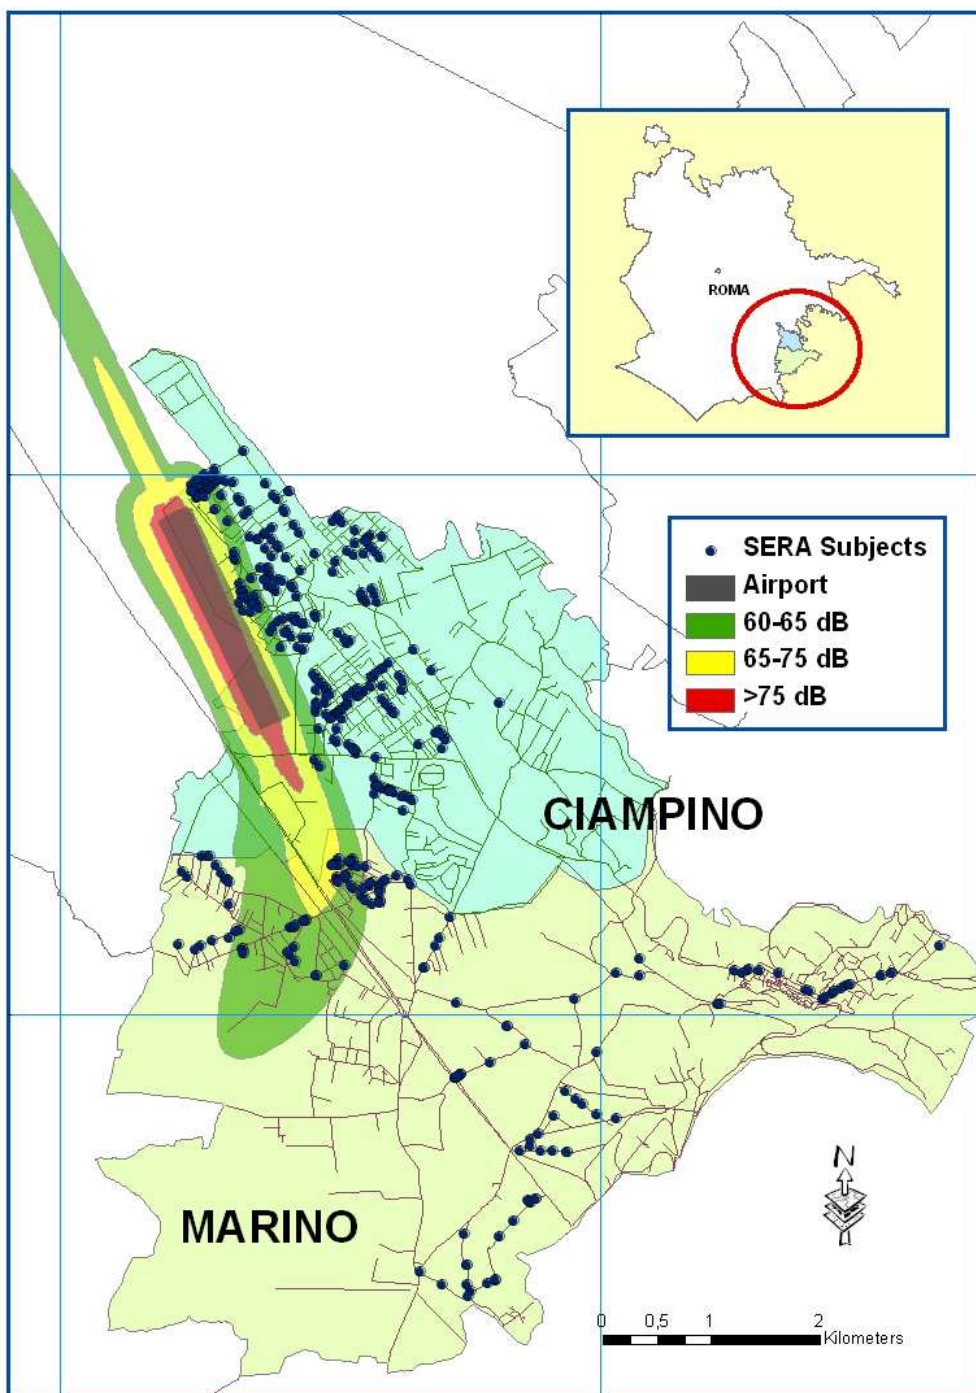 ROMA
SERA Subjects
Airport
60-65 dB
65-75 dB
>75 dB
CIAMPINO
MARINO
N
0 0,5 1 2
Kilometers